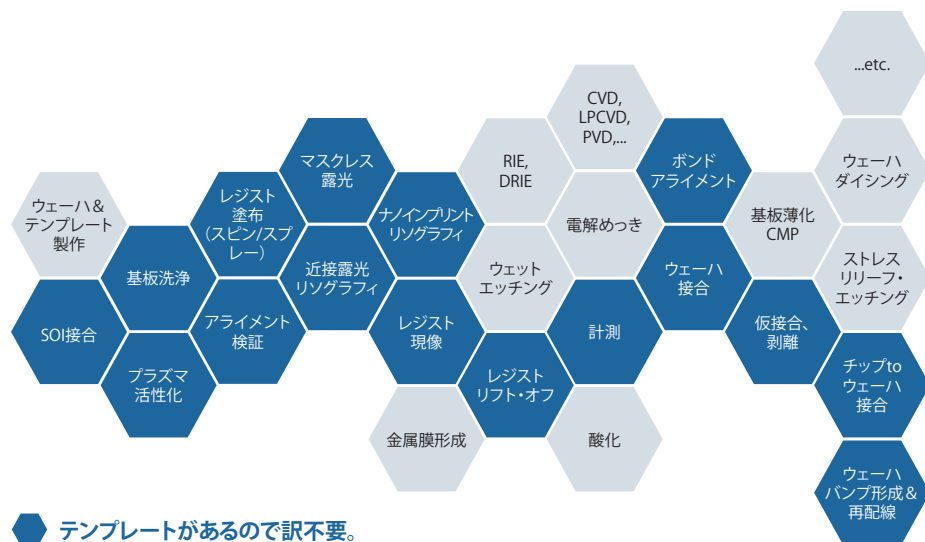 ウェーハ&
テンプレート
製作
SOI接合
基板洗浄
プラズマ
活性化
レジスト
塗布
(スピン/スプ
レー)
アライメント
検証
マスクレス
露光
近接露光
リソグラフィ
ナノインプリント
リソグラフィ
レジスト
現像
金属膜形成
RIE,
DRIE
ウェット
エッチング
レジスト
リフト・オフ
CVD,
LPCVD,
PVD,...
電解めっき
計測
酸化
ボンド
アライメント
ウェーハ
接合
基板薄化
CMP
仮接合、
剥離
...etc.
ウェーハ
ダイシング
ストレス
リリーフ・
エッチング
チップto
ウェーハ
接合
ウェーハ
バンプ形成&
再配線
テンプレートがあるので訳不要。